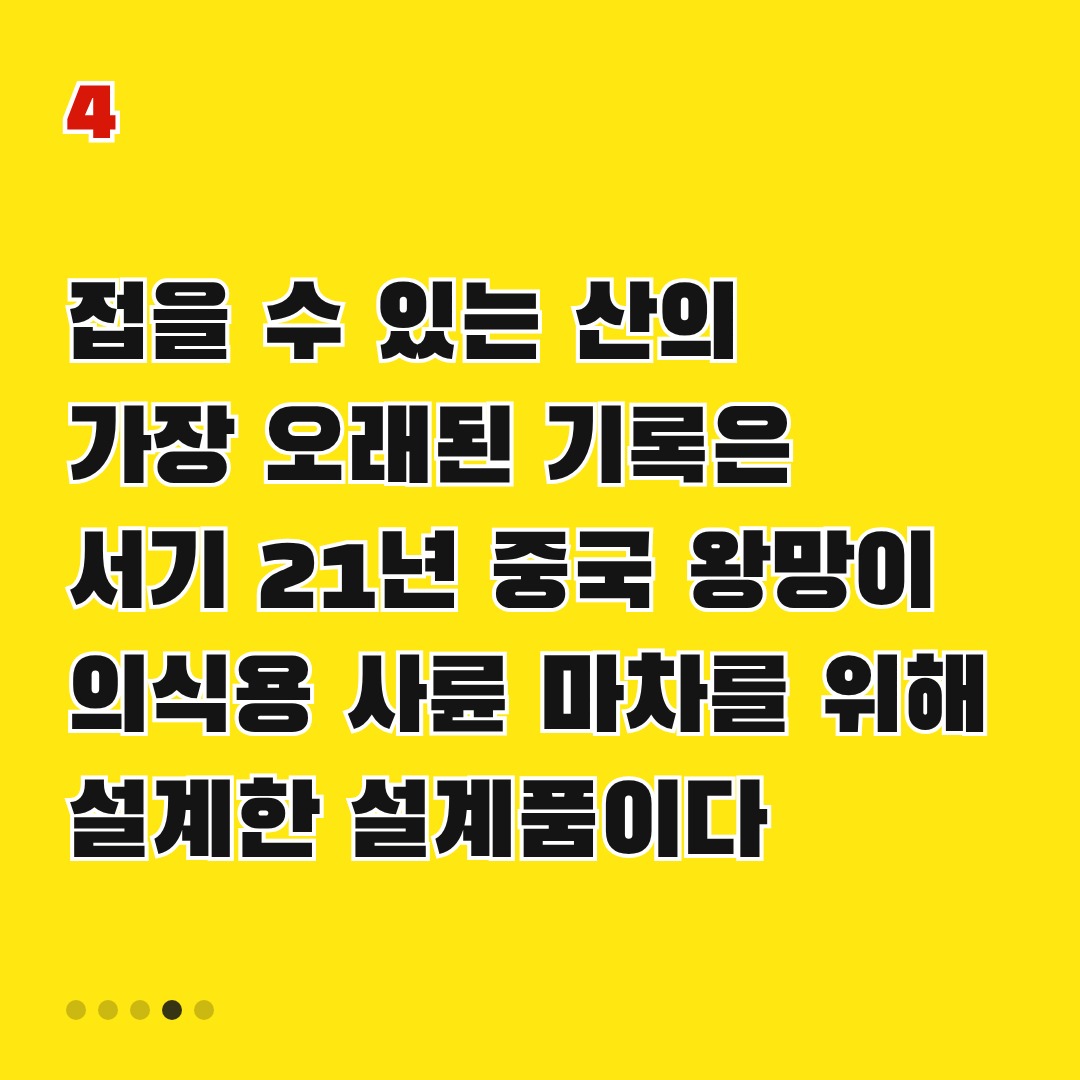 4
접을 수 있는 산의
가장 오래된 기록은
서기 21년 중국 왕망이
의식용 사륜 마차를 위해
설계한 설계품이다